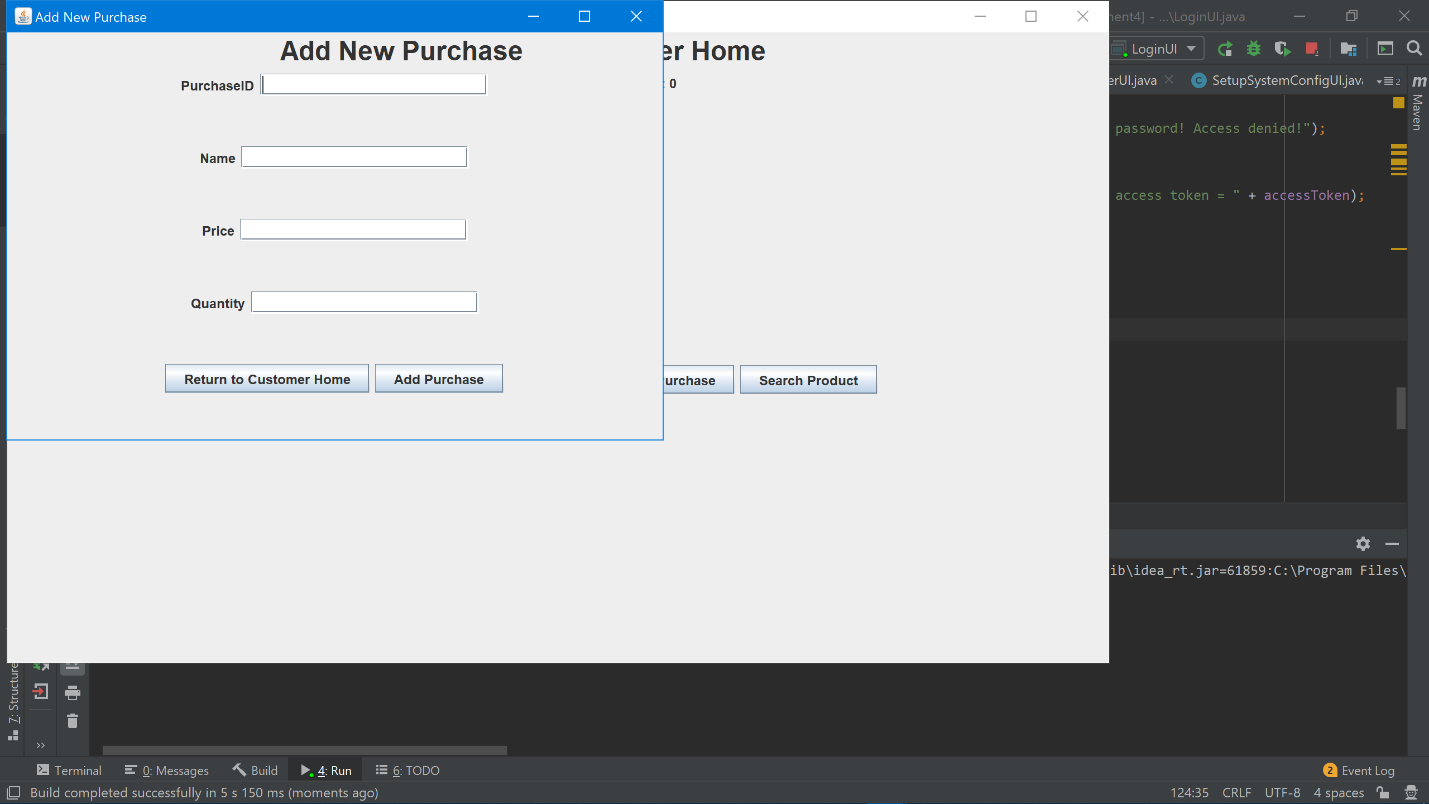 Add New Purchase
ent4] - ...\LoginUI.java
Add New Purchase
er Home
LoginUI
PurchaseID
: 0
erUI.java
SetupSystemConfigUI.java
2
m
Maven
password! Access denied!");
Name
access token = " + accessToken);
Price
Quantity
Return to Customer Home
Add Purchase
urchase
Search Product
ib\idea_rt.jar=61859:C:\Program Files\
7: Structure
Terminal
0: Messages
Build
4: Run
6: TODO
2 Event Log
Build completed successfully in 5 s 150 ms (moments ago)
124:35 CRLF UTF-8 4 spaces